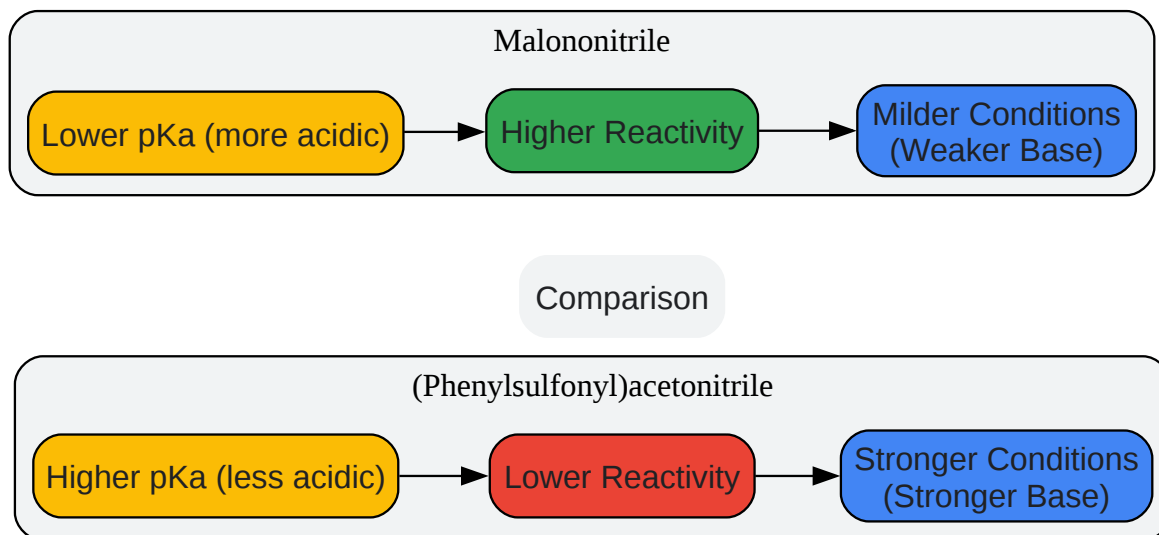 Malononitrile
Lower pKa (more acidic)
Higher Reactivity
Milder Conditions
(Weaker Base)
Comparison
(Phenylsulfonyl)acetonitrile
Higher pKa (less acidic)
Lower Reactivity
Stronger Conditions
(Stronger Base)